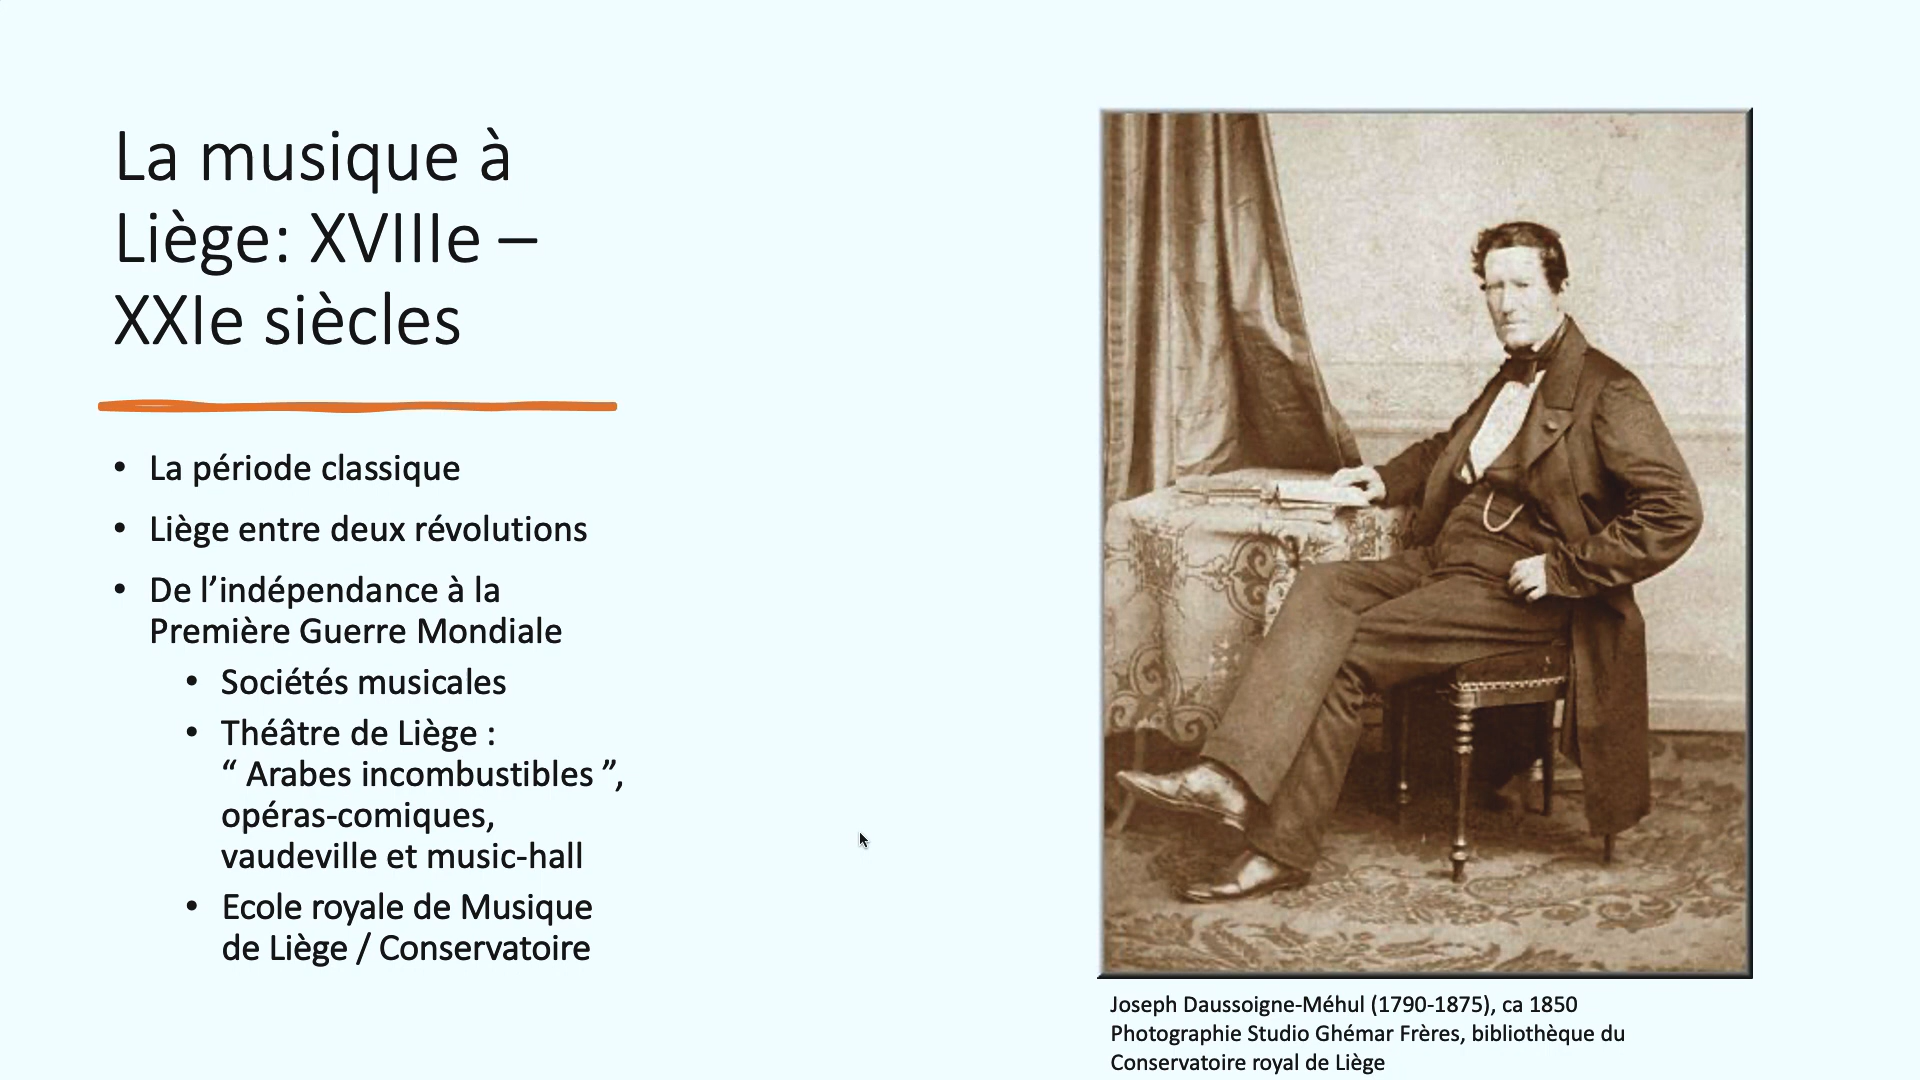 La musique à
Liège: XVIIIe –
XXIe siècles
• La période classique
• Liège entre deux révolutions
• De l’indépendance à la
Première Guerre Mondiale
• Sociétés musicales
• Théâtre de Liège :
“ Arabes incombustibles ”,
opéras-comiques,
vaudeville et music-hall
• Ecole royale de Musique
de Liège / Conservatoire
Joseph Daussoigne-Méhul (1790-1875), ca 1850
Photographie Studio Ghémar Frères, bibliothèque du
Conservatoire royal de Liège